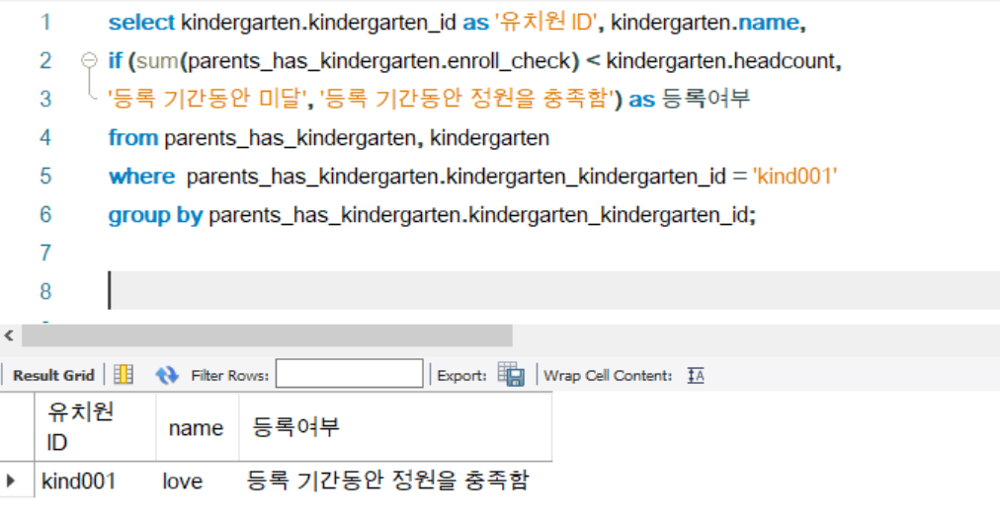 1 select kindergarten.kindergarten_id as '유치원 ID', kindergarten.name,
2 if (sum(parents_has_kindergarten.enroll_check) < kindergarten.headcount,
3 '등록 기간동안 미달', '등록 기간동안 정원을 충족함') as 등록여부
4 from parents_has_kindergarten, kindergarten
5 where parents_has_kindergarten.kindergarten_kindergarten_id = 'kind001'
6 group by parents_has_kindergarten.kindergarten_kindergarten_id;
7
8
Result Grid Filter Rows: Export: Wrap Cell Content: IA
유치원
ID name 등록여부
kind001 love 등록 기간동안 정원을 충족함